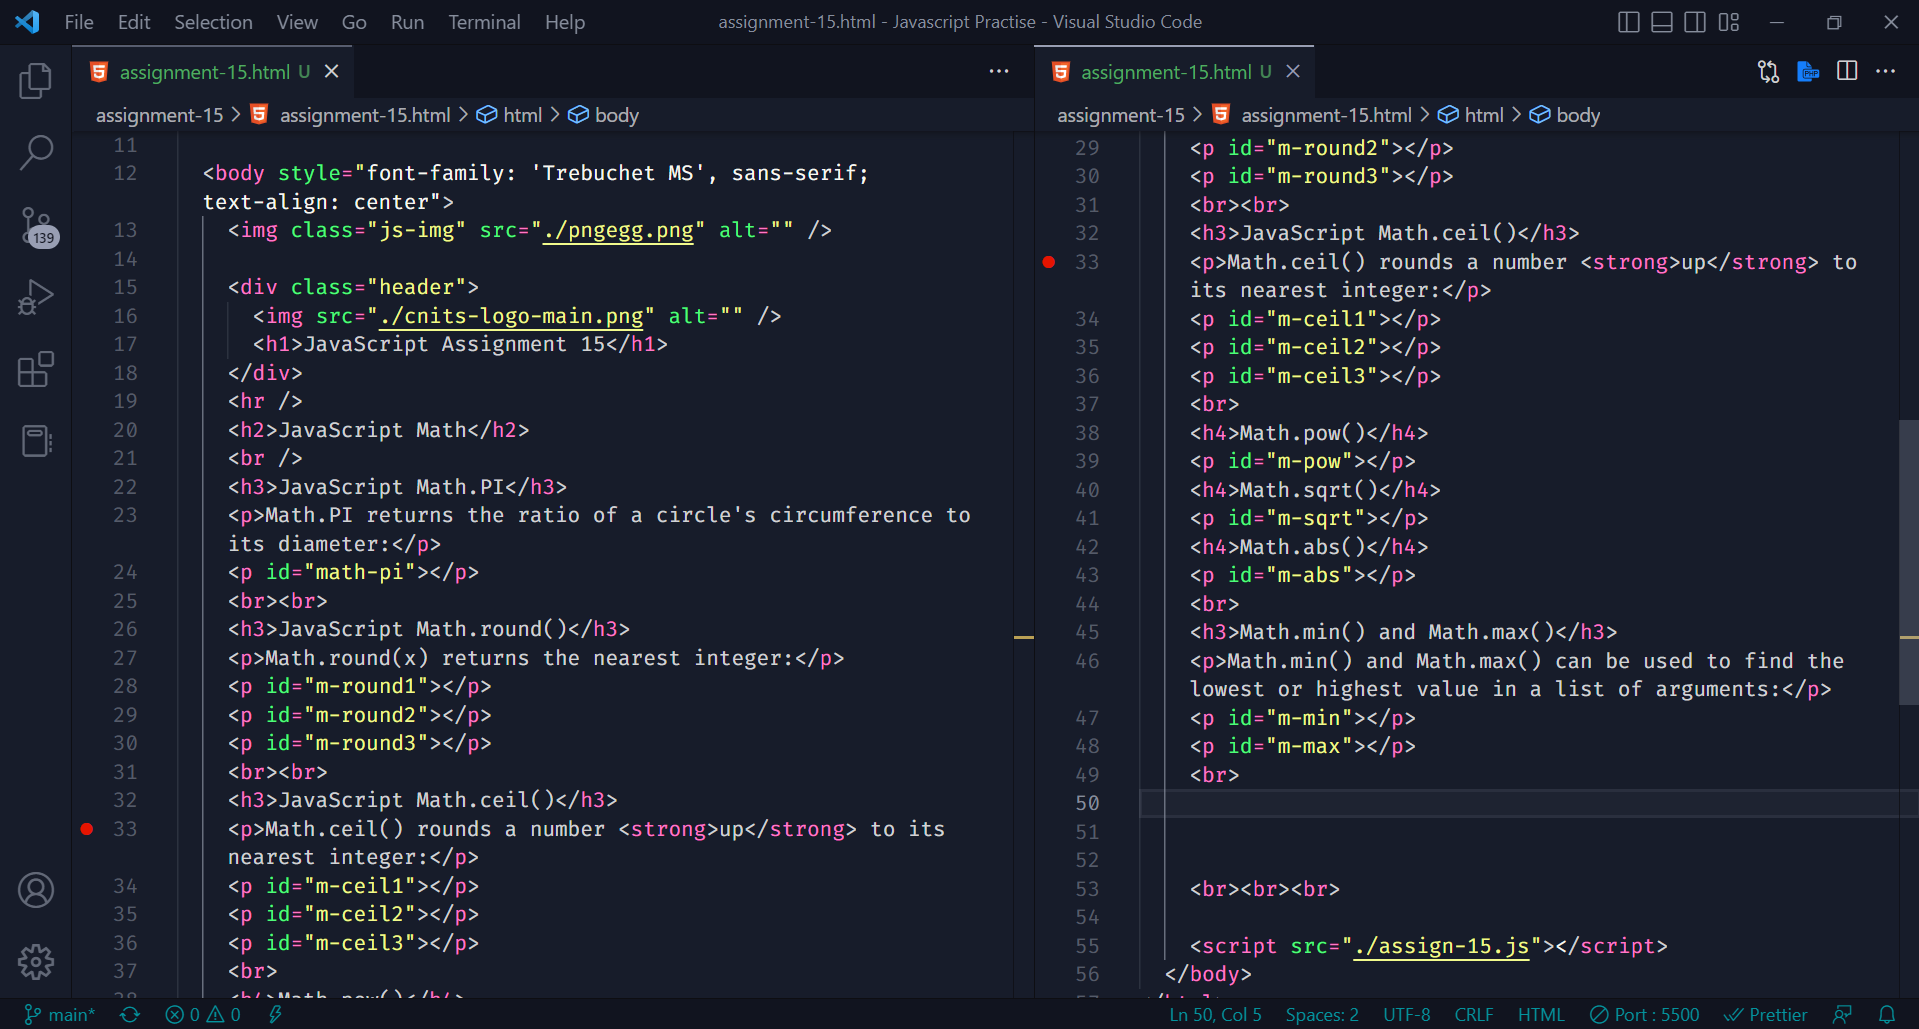 File Edit Selection View Go Run Terminal Help assignment-15.html - Javascript Practise - Visual Studio Code
assignment-15.html U
assignment-15 > assignment-15.html > html > body
139
11
12 <body style="font-family: 'Trebuchet MS', sans-serif;
text-align: center">
13 <img class="js-img" src="./pngegg.png" alt="" />
14
15 <div class="header">
16 <img src="./cnits-logo-main.png" alt="" />
17 <h1>JavaScript Assignment 15</h1>
18 </div>
19 <hr />
20 <h2>JavaScript Math</h2>
21 <br />
22 <h3>JavaScript Math.PI</h3>
23 <p>Math.PI returns the ratio of a circle's circumference to
its diameter:</p>
24 <p id="math-pi"></p>
25 <br><br>
26 <h3>JavaScript Math.round()</h3>
27 <p>Math.round(x) returns the nearest integer:</p>
28 <p id="m-round1"></p>
29 <p id="m-round2"></p>
30 <p id="m-round3"></p>
31 <br><br>
32 <h3>JavaScript Math.ceil()</h3>
33 <p>Math.ceil() rounds a number <strong>up</strong> to its
nearest integer:</p>
34 <p id="m-ceil1"></p>
35 <p id="m-ceil2"></p>
36 <p id="m-ceil3"></p>
37 <br>
38 <h4>Math.pow()</h4>
assignment-15.html U
assignment-15 > assignment-15.html > html > body
29 <p id="m-round2"></p>
30 <p id="m-round3"></p>
31 <br><br>
32 <h3>JavaScript Math.ceil()</h3>
33 <p>Math.ceil() rounds a number <strong>up</strong> to
its nearest integer:</p>
34 <p id="m-ceil1"></p>
35 <p id="m-ceil2"></p>
36 <p id="m-ceil3"></p>
37 <br>
38 <h4>Math.pow()</h4>
39 <p id="m-pow"></p>
40 <h4>Math.sqrt()</h4>
41 <p id="m-sqrt"></p>
42 <h4>Math.abs()</h4>
43 <p id="m-abs"></p>
44 <br>
45 <h3>Math.min() and Math.max()</h3>
46 <p>Math.min() and Math.max() can be used to find the
lowest or highest value in a list of arguments:</p>
47 <p id="m-min"></p>
48 <p id="m-max"></p>
49 <br>
50
51
52
53 <br><br><br>
54
55 <script src="./assign-15.js"></script>
56 </body>
57 </html>
main* 0 0 Ln 50, Col 5 Spaces: 2 UTF-8 CRLF HTML Port : 5500 Prettier